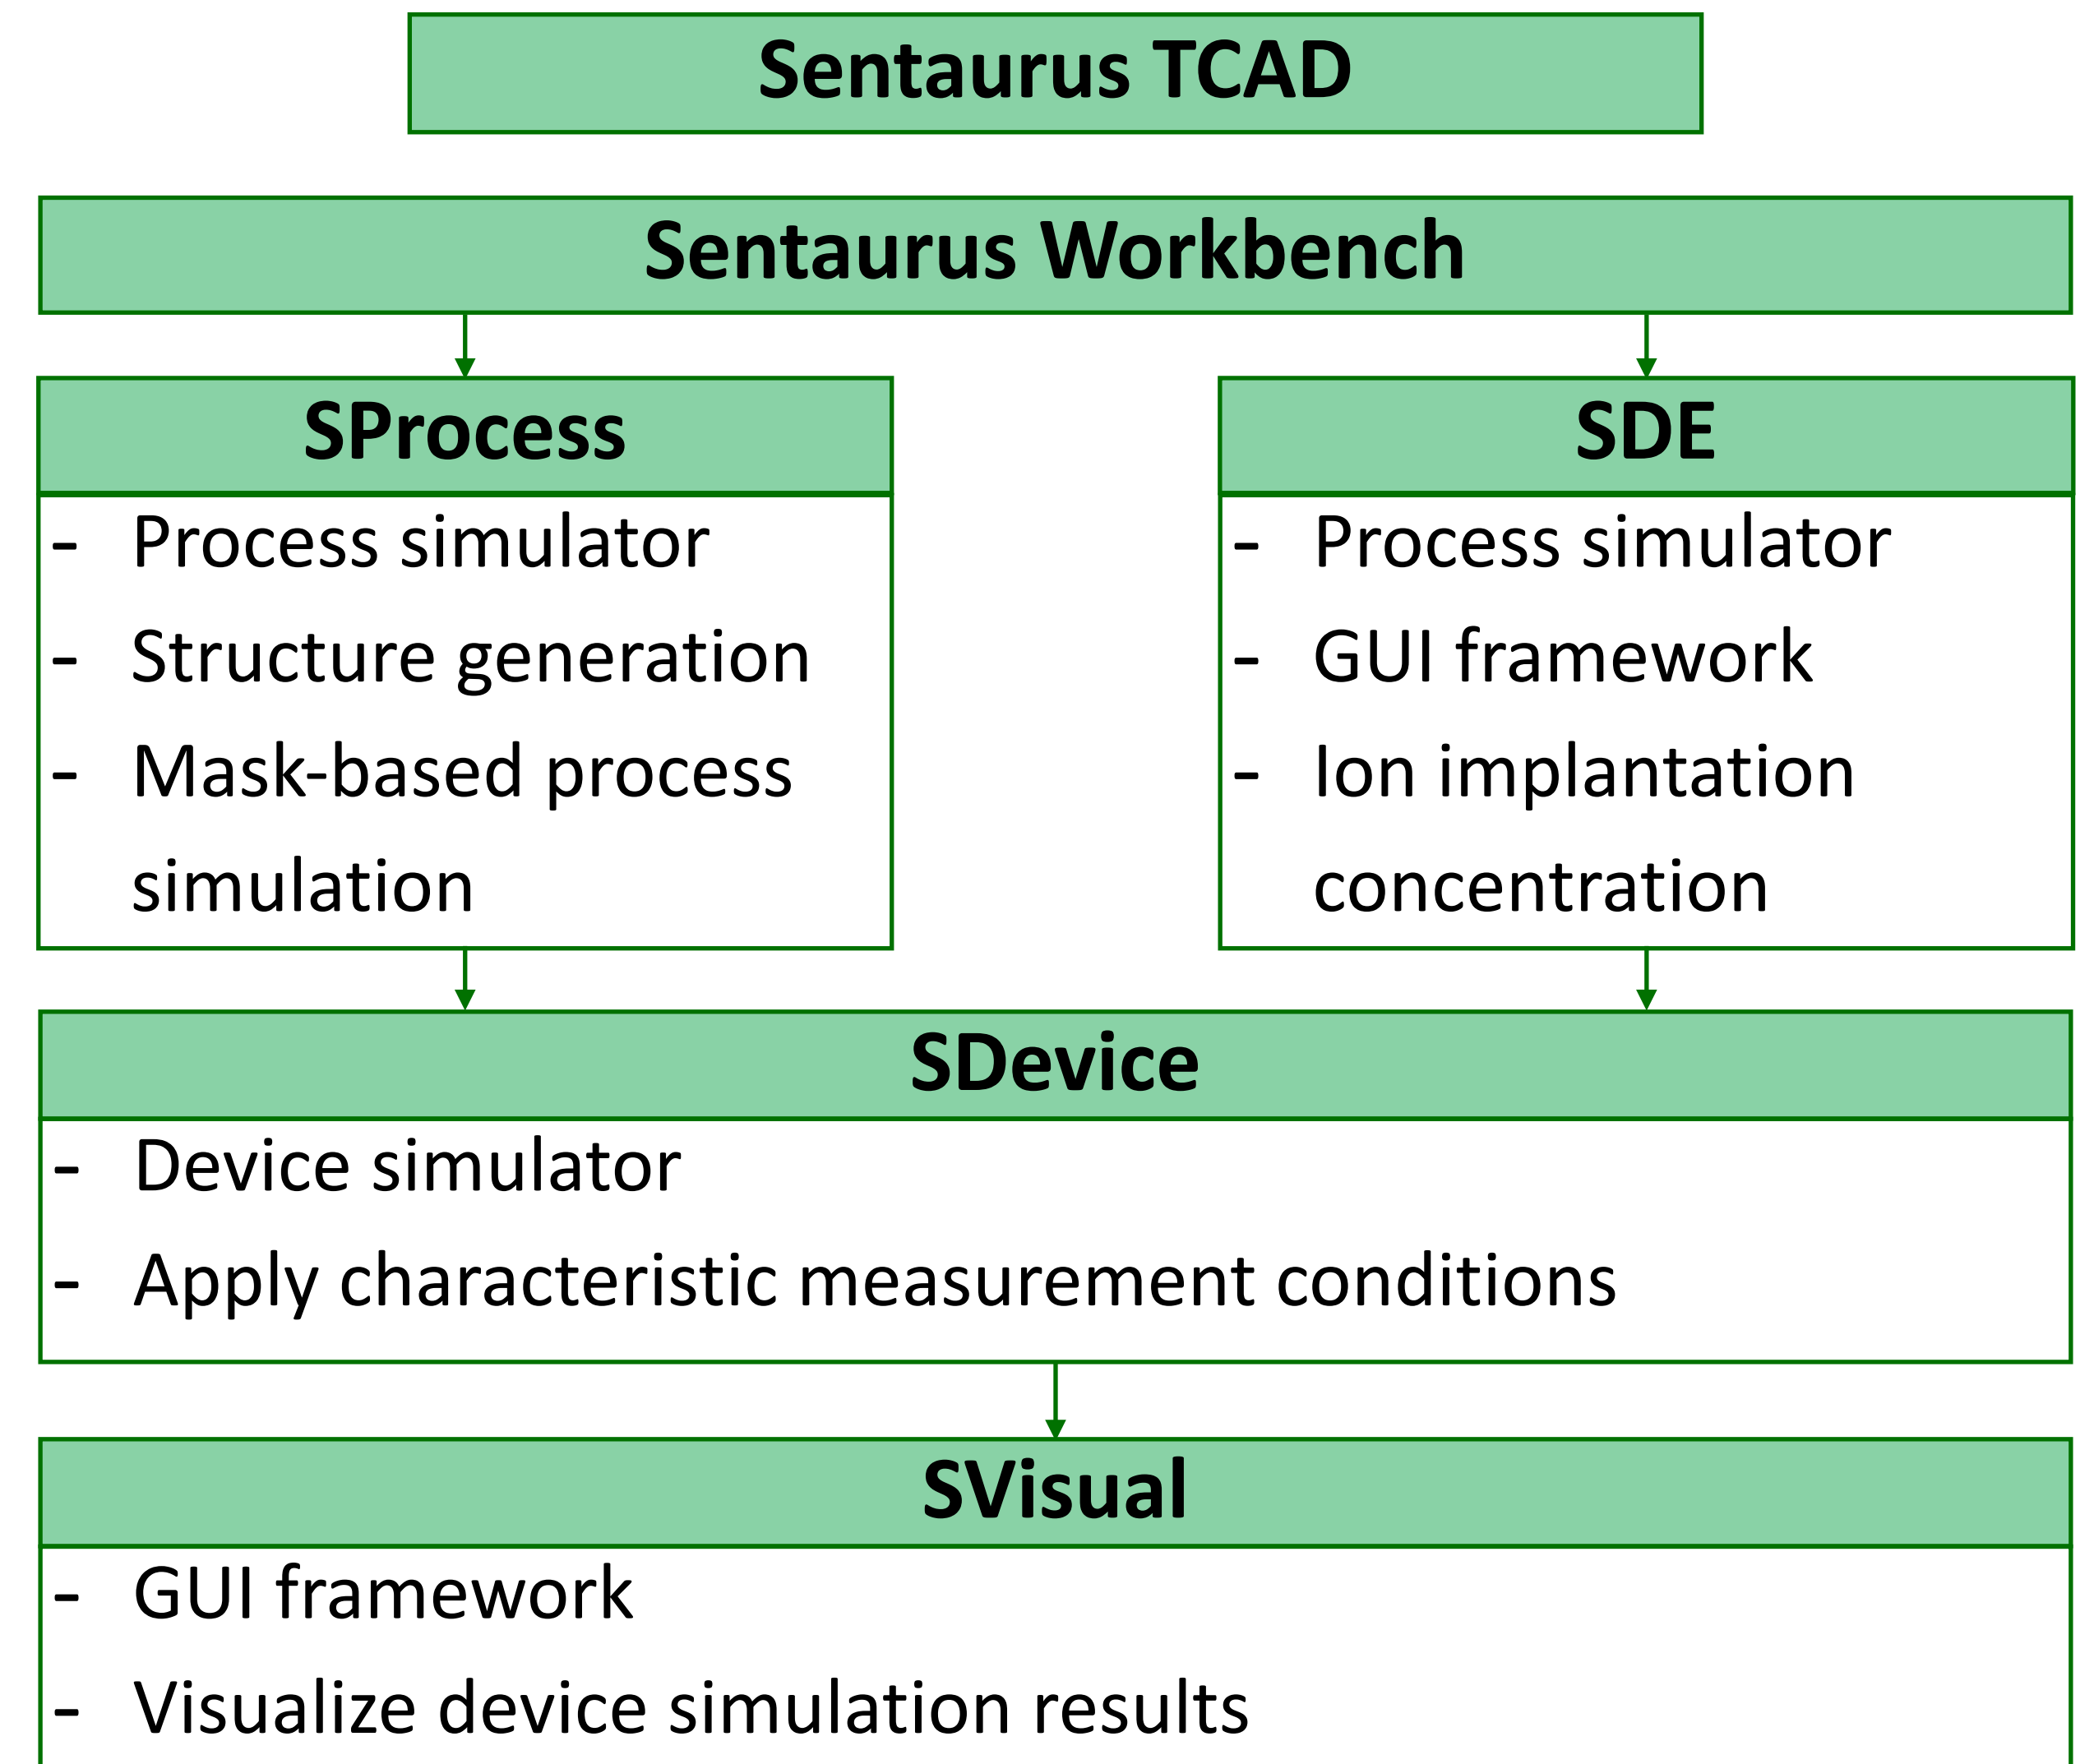 Sentaurus TCAD
Sentaurus Workbench
SProcess
- Process simulator
- Structure generation
- Mask-based process
simulation
SDE
- Process simulator
- GUI framework
- Ion implantation
concentration
SDevice
- Device simulator
- Apply characteristic measurement conditions
SVisual
- GUI framework
- Visualize device simulation results